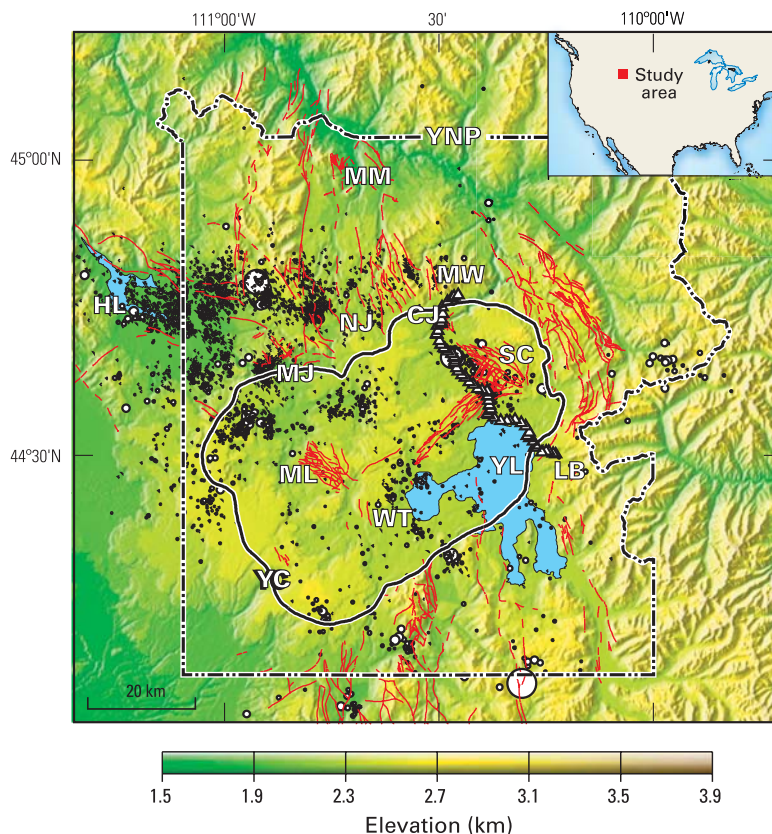 111°00'W
30'
110°00'W
Study
area
YNP
45°00'N
MM
MW
HL
NJ
CJ
SC
MJ
44°30'N
ML
YL
LB
WT
YC
20 km
1.5
1.9
2.3
2.7
3.1
3.5
3.9
Elevation (km)